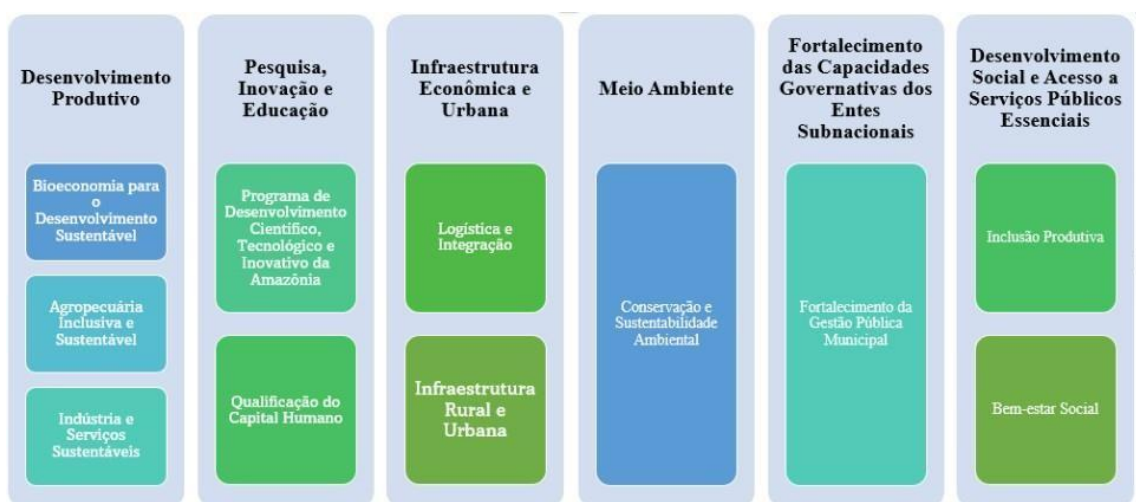 Desenvolvimento
Produtivo
Bioeconomia para
o
Desenvolvimento
Sustentável
Agropecuária
Inclusiva e
Sustentável
Indústria e
Serviços
Sustentáveis
Pesquisa,
Inovação e
Educação
Programa de
Desenvolvimento
Científico,
Tecnológico e
Inovativo da
Amazônia
Qualificação do
Capital Humano
Infraestrutura
Econômica e
Urbana
Logística e
Integração
Infraestrutura
Rural e
Urbana
Meio Ambiente
Conservação e
Sustentabilidade
Ambiental
Fortalecimento
das Capacidades
Governativas dos
Entes
Subnacionais
Fortalecimento da
Gestão Pública
Municipal
Desenvolvimento
Social e Acesso a
Serviços Públicos
Essenciais
Inclusão Produtiva
Bem-estar Social